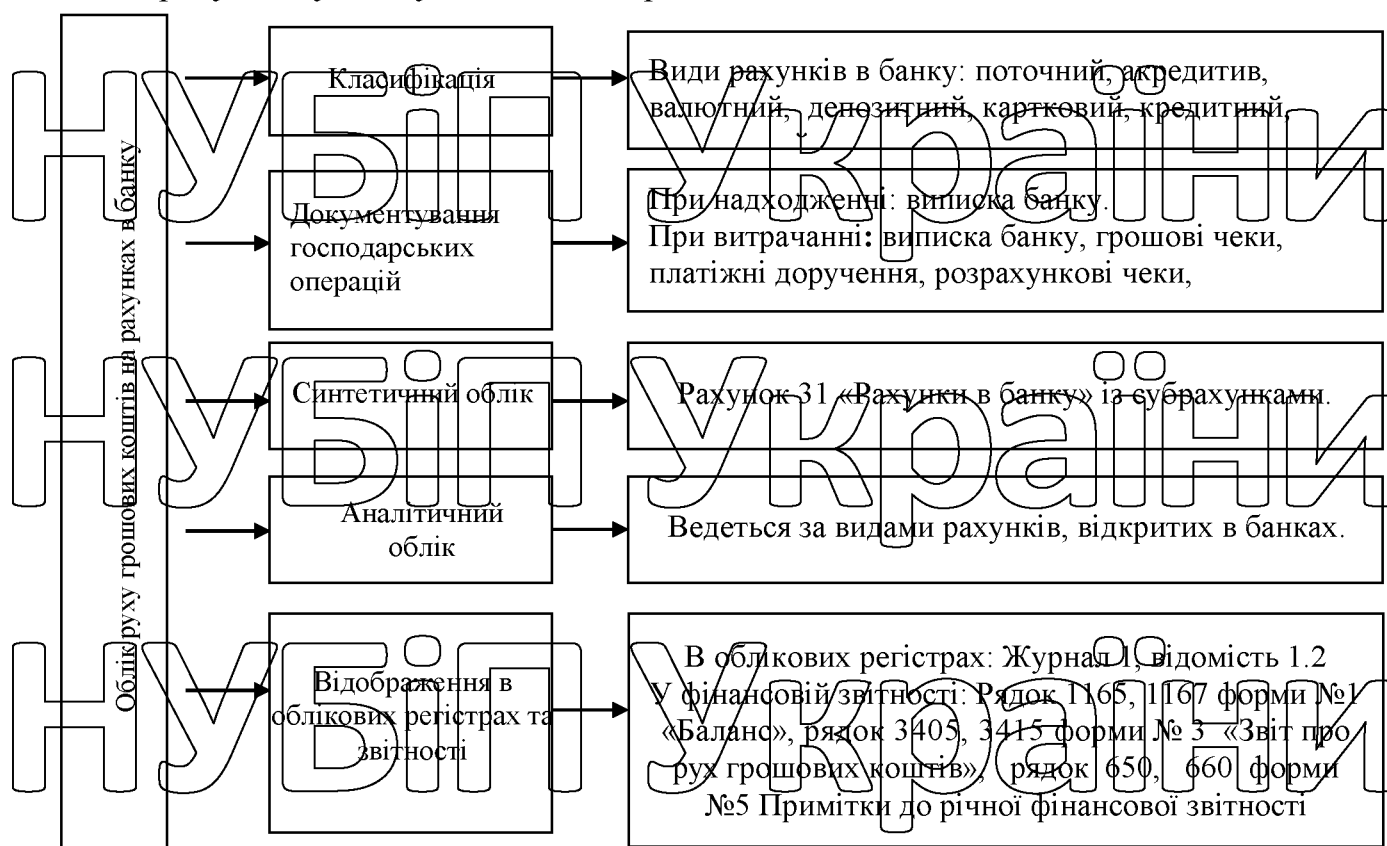 Облік руху грошових коштів на рахунках в банку
Класифікація
Види рахунків в банку: поточний, акредитив,
валютний, депозитний, картковий, кредитний,
Документування
господарських
операцій
При надходженні: виписка банку.
При витрачанні: виписка банку, грошові чеки,
платіжні доручення, розрахункові чеки,
Синтетичний облік
Рахунок 31 «Рахунки в банку» із субрахунками.
Аналітичний
облік
Ведеться за видами рахунків, відкритих в банках.
Відображення в
облікових регістрах та
звітності
В облікових регістрах: Журнал 1, відомість 1.2
У фінансовій звітності: Рядок 1165, 1167 форми №1
«Баланс», рядок 3405, 3415 форми № 3 «Звіт про
рух грошових коштів», рядок 650, 660 форми
№5 Примітки до річної фінансової звітності
НУБіП України
НУБіП України
НУБіП України